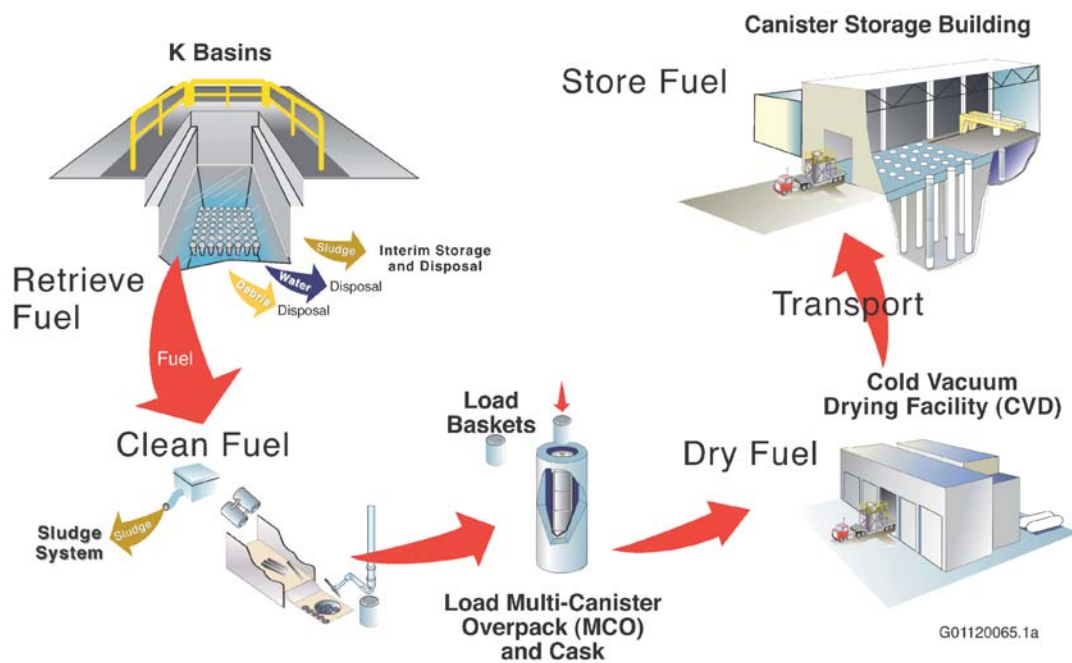 K Basins
Retrieve
Fuel
Sludge
Interim Storage
and Disposal
Water
Disposal
Debris
Disposal
Fuel
Clean Fuel
Sludge
Sludge
System
Load
Baskets
Load Multi-Canister
Overpack (MCO)
and Cask
Dry Fuel
Cold Vacuum
Drying Facility (CVD)
Transport
Canister Storage Building
Store Fuel
G01120065.1a